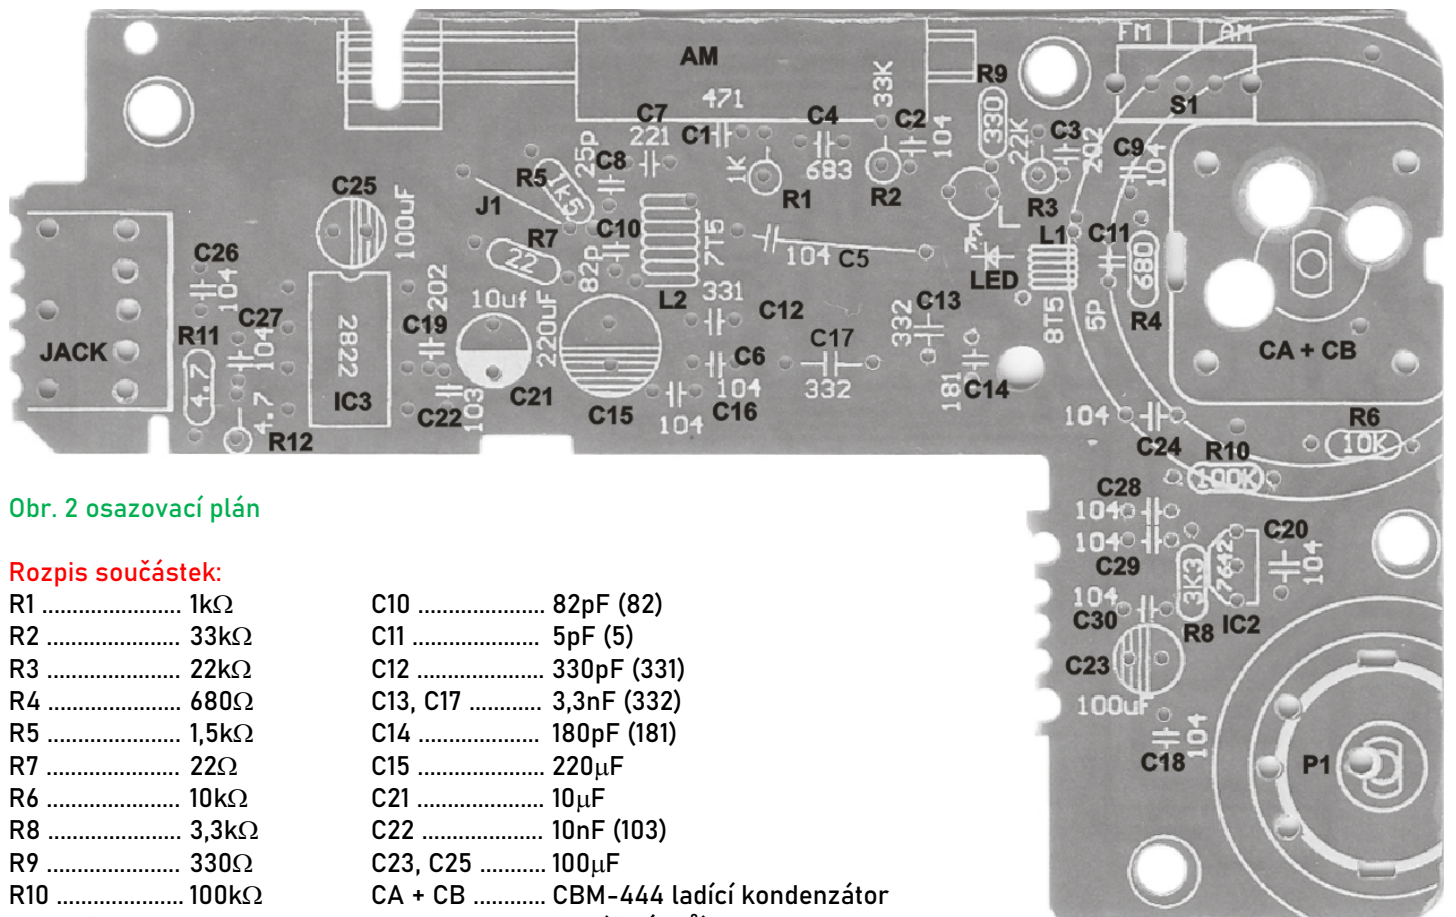 FM AM
AM
R9
33K
471
S1
C7
C4
C2
330
22K
C3
202
C9
221
C1
104
104
25p
C8
1K
683
R5
1k5
R1
R2
R3
C25
100uF
J1
C10
L1
C11
R7
7T5
104
C5
680
C26
22
82p
LED
104
L2
331
C13
5P
R4
10uf
220uF
C12
332
8T5
C27
2822
C19
202
C17
R11
JACK
104
C6
CA + CB
4.7
IC3
C21
104
332
181
C14
4.7
C22
103
C15
C16
104
R6
104
R12
104
C24
R10
10K
100K
C28
104
104
C29
C20
104
7642
3K3
104
C30
R8
IC2
C23
100uF
104
C18
P1
Obr. 2 osazovací plán
Rozpis součástek:
R1 ....................... 1kΩ
R2 ...................... 33kΩ
R3 ...................... 22kΩ
R4 ...................... 680Ω
R5 ...................... 1,5kΩ
R7 ...................... 22Ω
R6 ...................... 10kΩ
R8 ...................... 3,3kΩ
R9 ...................... 330Ω
R10 ..................... 100kΩ
C10 ..................... 82pF (82)
C11 ...................... 5pF (5)
C12 ...................... 330pF (331)
C13, C17 ............ 3,3nF (332)
C14 .................... 180pF (181)
C15 ..................... 220µF
C21 ..................... 10µF
C22 .................... 10nF (103)
C23, C25 ........... 100µF
CA + CB ............ CBM-444 ladící kondenzátor